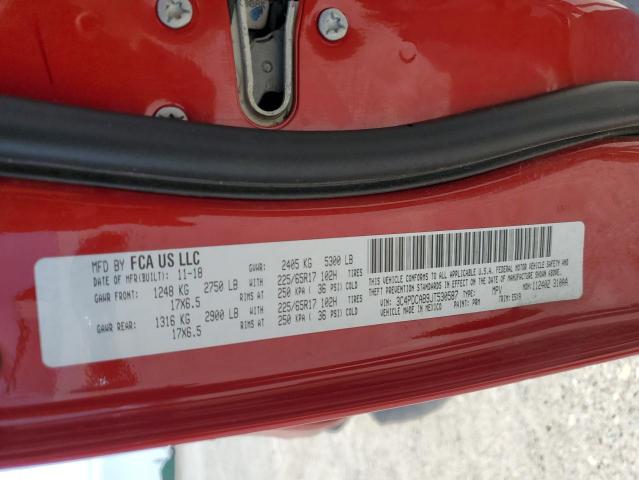 MFD BY FCA US LLC
DATE OF MFR(BUILT): 11-18 GVWR: 2405 KG 5300 LB
GAWR FRONT: 1248 KG 2750 LB WITH 225/65R17 102H TIRES
17X6.5 RIMS AT 250 KPA ( 36 PSI) COLD
GAWR REAR: 1316 KG 2900 LB WITH 225/65R17 102H TIRES
17X6.5 RIMS AT 250 KPA ( 36 PSI) COLD
THIS VEHICLE CONFORMS TO ALL APPLICABLE U.S.A. FEDERAL MOTOR VEHICLE SAFETY AND
THEFT PREVENTION STANDARDS IN EFFECT ON THE DATE OF MANUFACTURE SHOWN ABOVE.
VIN: 3C4PDCAB9JT530587 TYPE: MPV MDH: 112402 310AA
VEHICLE MADE IN MEXICO PAINT: PRM TRIM: